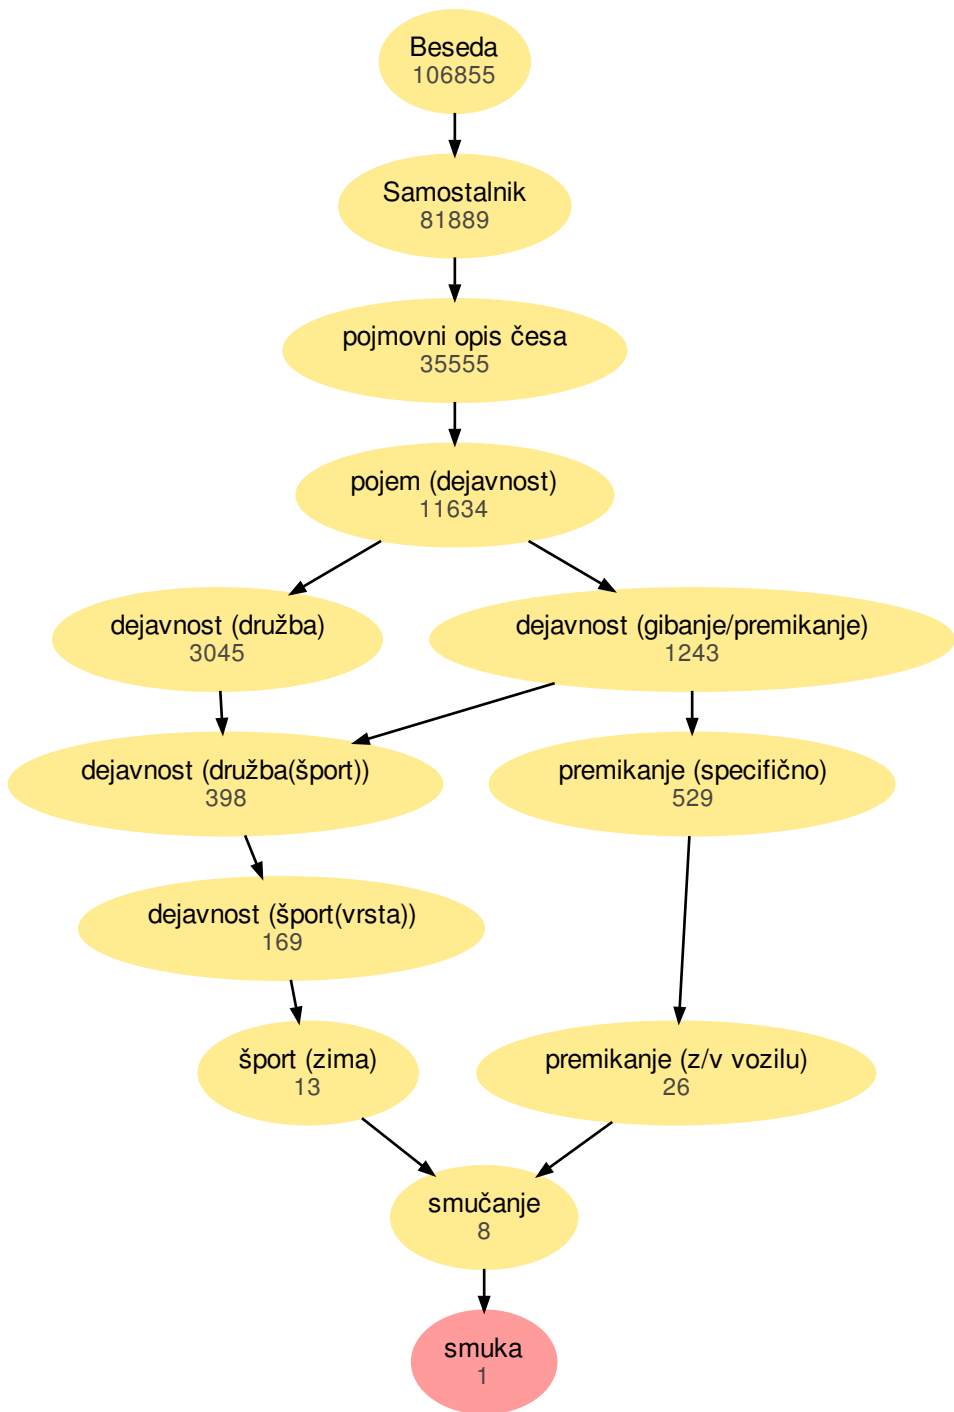 Beseda
106855
Samostalnik
81889
pojmovni opis česa
35555
pojem (dejavnost)
11634
dejavnost (družba)
3045
dejavnost (gibanje/premikanje)
1243
dejavnost (družba(šport))
398
premikanje (specifično)
529
dejavnost (šport(vrsta))
169
šport (zima)
13
premikanje (z/v vozilu)
26
smučanje
8
smuka
1